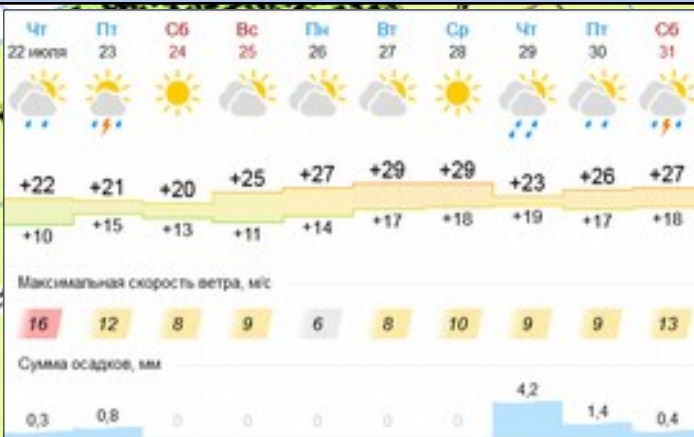 Чт Пт Сб Вс Пн Вт Ср Чт Пт Сб
22 июля 23 24 25 26 27 28 29 30 31
+22 +21 +20 +25 +27 +29 +29 +23 +26 +27
+10 +15 +13 +11 +14 +17 +18 +19 +17 +18
Максимальная скорость ветра, м/с
16 12 8 9 6 8 10 9 9 13
Сумма осадков, мм
0,3 0,8 0 0 0 0 0 4,2 1,4 0,4